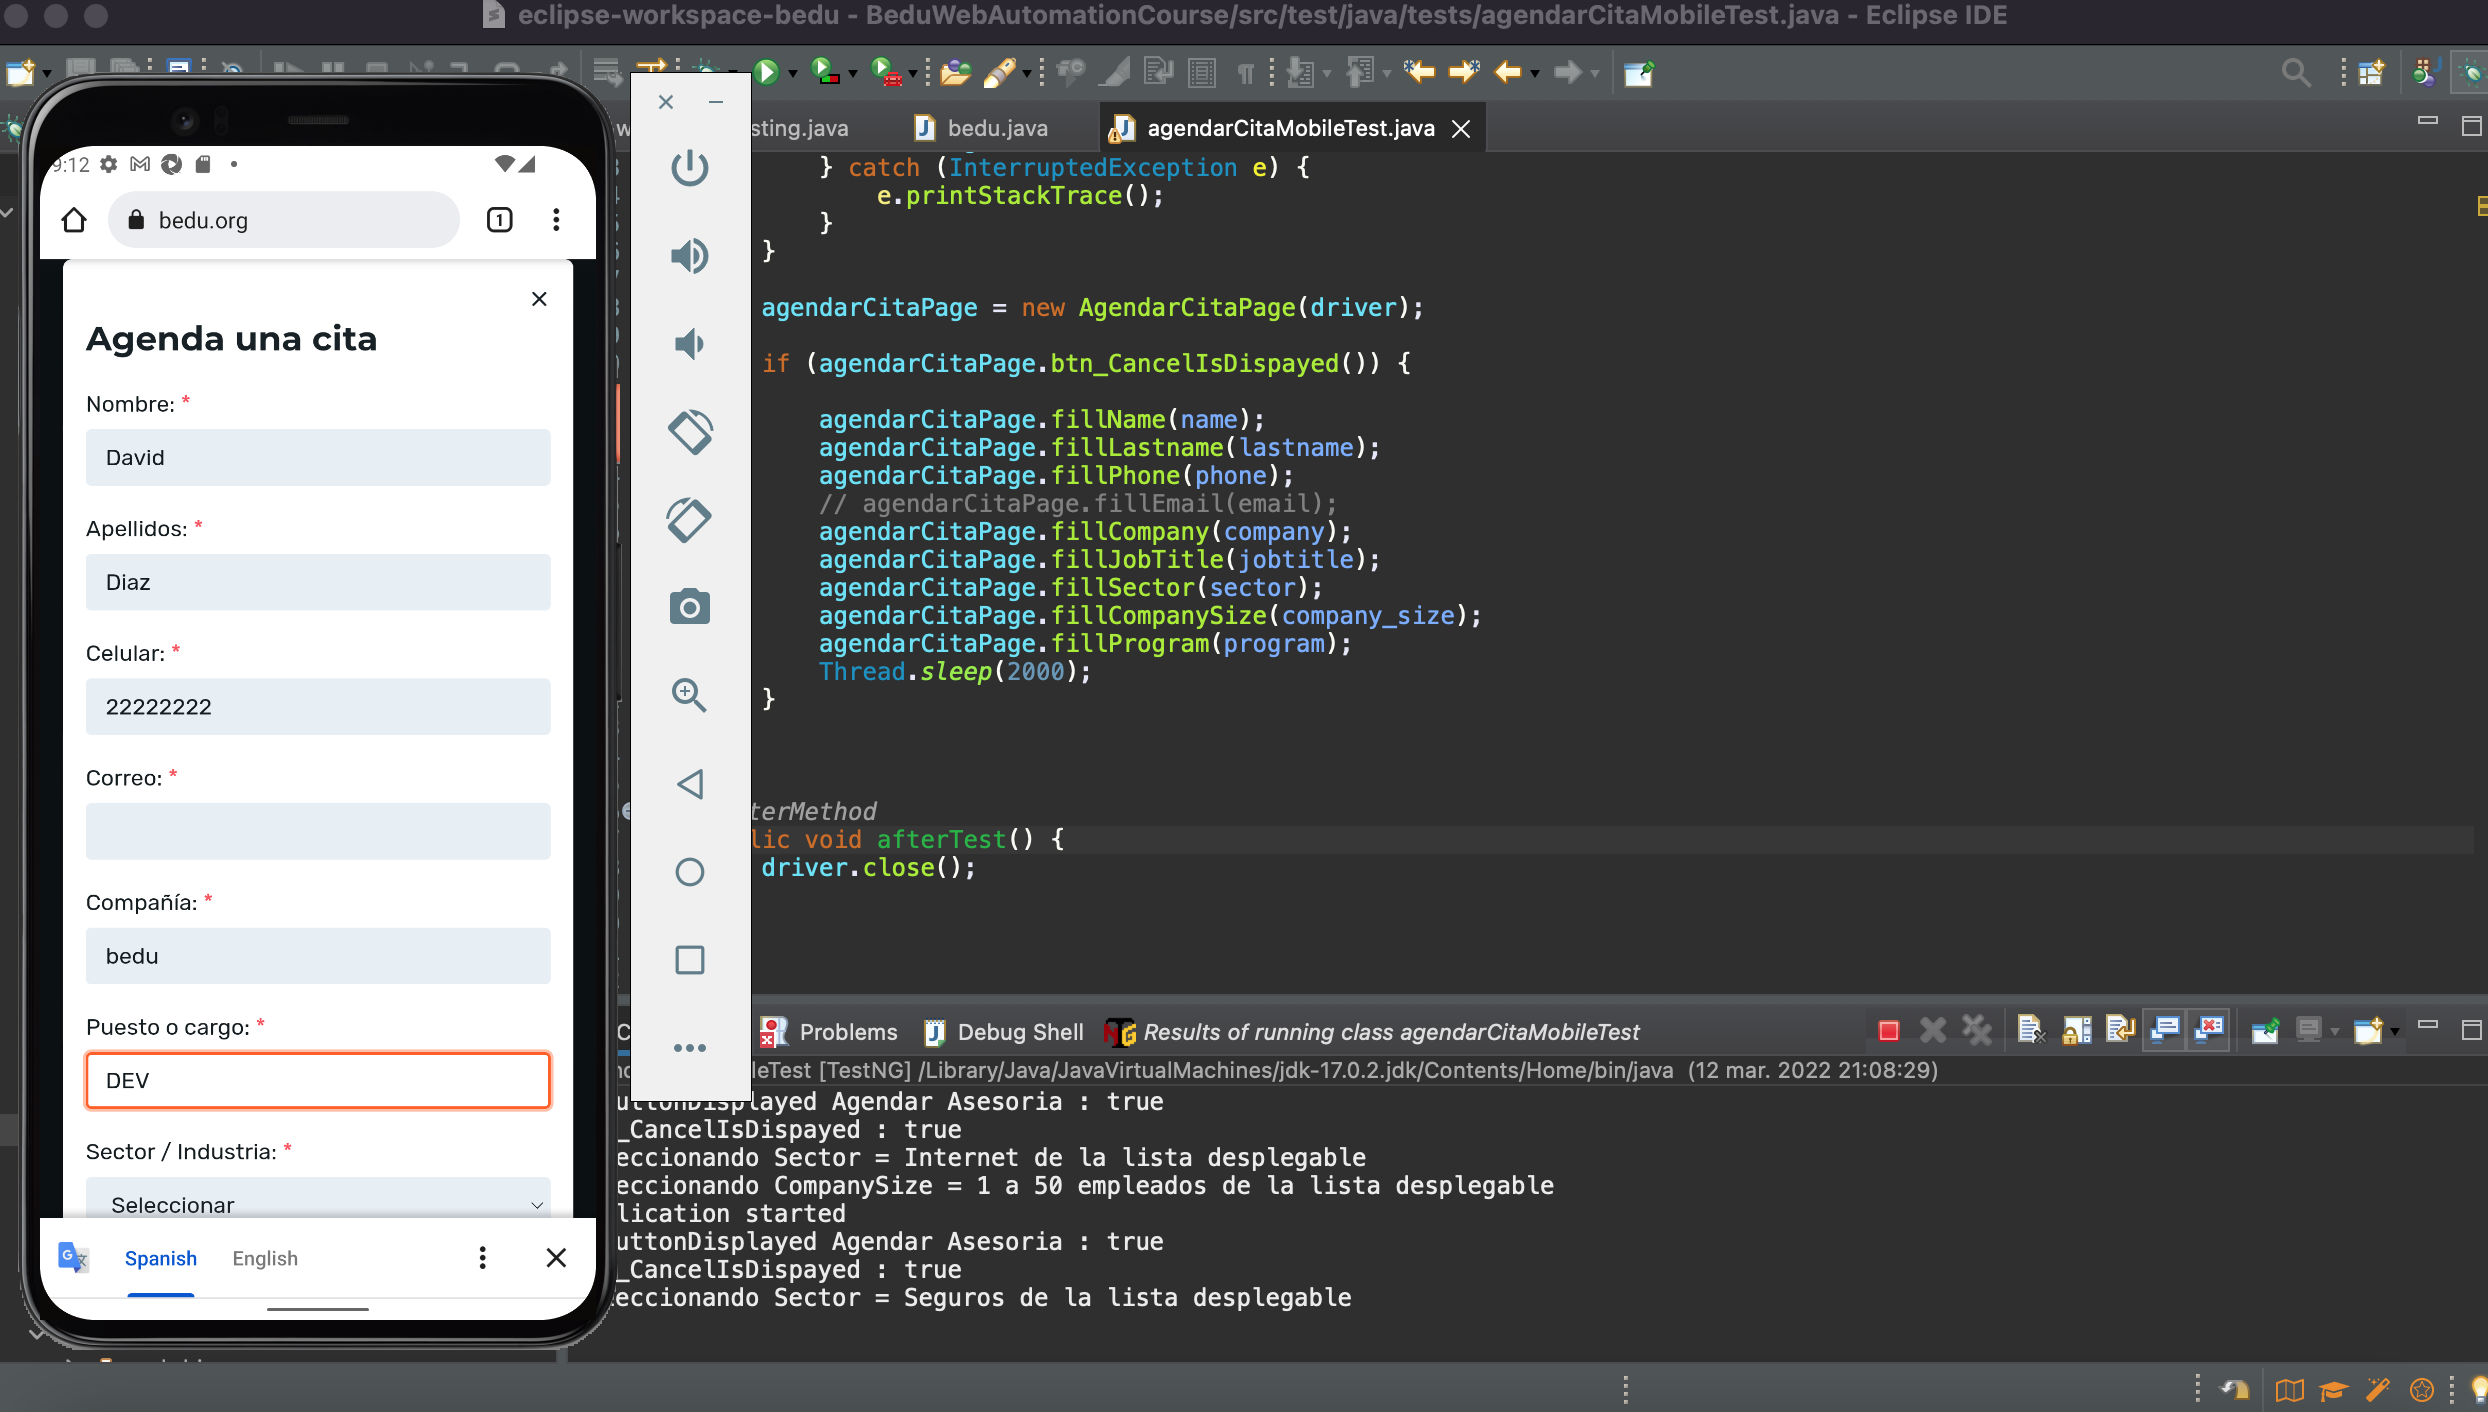 eclipse-workspace-bedu - BeduWebAutomationCourse/src/test/java/tests/agendarCitaMobileTest.java - Eclipse IDE
sting.java
bedu.java
agendarCitaMobileTest.java
9:12
1
bedu.org
Agenda una cita
Nombre: *
David
Apellidos: *
Diaz
Celular: *
22222222
Correo: *
Compañía: *
bedu
Puesto o cargo: *
DEV
Sector / Industria: *
Seleccionar
Spanish English
} catch (InterruptedException e) {
e.printStackTrace();
}
}
agendarCitaPage = new AgendarCitaPage(driver);
if (agendarCitaPage.btn_CancelIsDispayed()) {
agendarCitaPage.fillName(name);
agendarCitaPage.fillLastname(lastname);
agendarCitaPage.fillPhone(phone);
// agendarCitaPage.fillEmail(email);
agendarCitaPage.fillCompany(company);
agendarCitaPage.fillJobTitle(jobtitle);
agendarCitaPage.fillSector(sector);
agendarCitaPage.fillCompanySize(company_size);
agendarCitaPage.fillProgram(program);
Thread.sleep(2000);
}
terMethod
lic void afterTest() {
driver.close();
Problems
Debug Shell
Results of running class agendarCitaMobileTest
leTest [TestNG] /Library/Java/JavaVirtualMachines/jdk-17.0.2.jdk/Contents/Home/bin/java (12 mar. 2022 21:08:29)
uttonDisplayed Agendar Asesoria : true
_CancelIsDispayed : true
eccionando Sector = Internet de la lista desplegable
eccionando CompanySize = 1 a 50 empleados de la lista desplegable
lication started
uttonDisplayed Agendar Asesoria : true
_CancelIsDispayed : true
eccionando Sector = Seguros de la lista desplegable